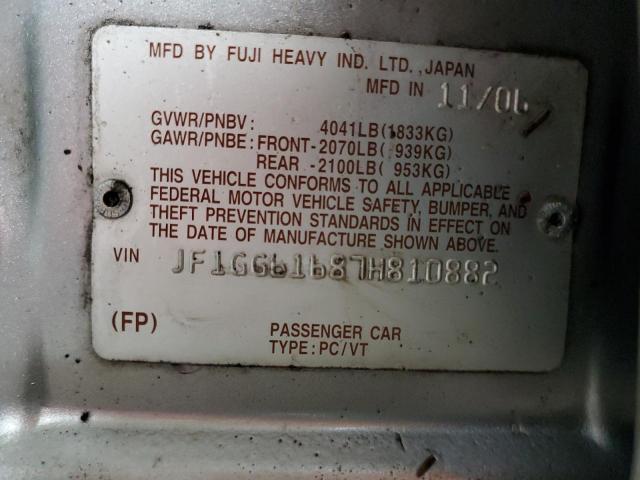 MFD BY FUJI HEAVY IND. LTD., JAPAN
MFD IN 11/06
GVWR/PNBV: 4041LB(1833KG)
GAWR/PNBE: FRONT-2070LB( 939KG)
REAR -2100LB( 953KG)
THIS VEHICLE CONFORMS TO ALL APPLICABLE
FEDERAL MOTOR VEHICLE SAFETY, BUMPER, AND
THEFT PREVENTION STANDARDS IN EFFECT ON
THE DATE OF MANUFACTURE SHOWN ABOVE.
VIN JF1GG61687H810882
(FP) PASSENGER CAR
TYPE:PC/VT